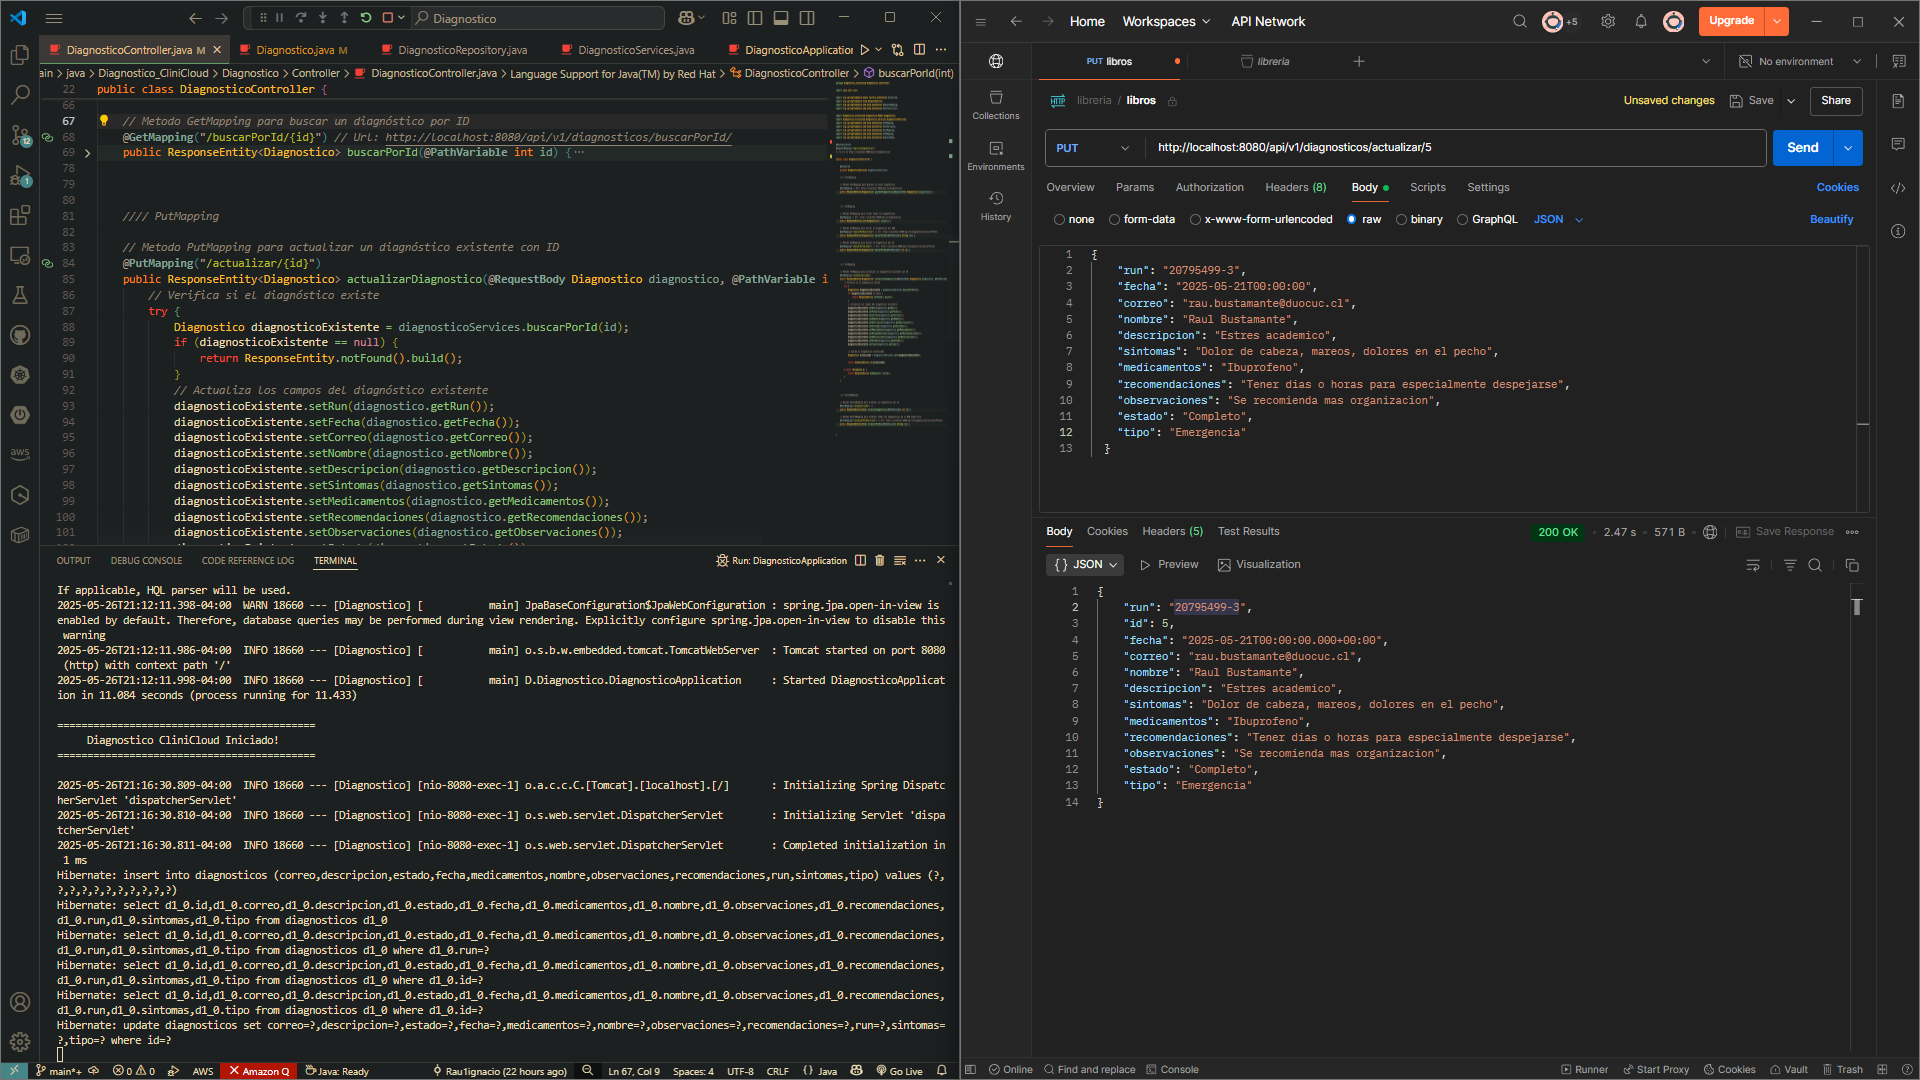 Diagnostico
DiagnosticoController.java M
Diagnostico.java M
DiagnosticoRepository.java
DiagnosticoServices.java
DiagnosticoApplication
ain > java > Diagnostico_CliniCloud > Diagnostico > Controller > DiagnosticoController.java > Language Support for Java(TM) by Red Hat > DiagnosticoController > buscarPorId(int)
22 public class DiagnosticoController {
66
67 // Metodo GetMapping para buscar un diagnóstico por ID
68 @GetMapping("/buscarPorId/{id}") // Url: http://localhost:8080/api/v1/diagnosticos/buscarPorId/
69 public ResponseEntity<Diagnostico> buscarPorId(@PathVariable int id) { ⋯
78
79
80
81 //// PutMapping
82
83 // Metodo PutMapping para actualizar un diagnóstico existente con ID
84 @PutMapping("/actualizar/{id}")
85 public ResponseEntity<Diagnostico> actualizarDiagnostico(@RequestBody Diagnostico diagnostico, @PathVariable i
86 // Verifica si el diagnóstico existe
87 try {
88 Diagnostico diagnosticoExistente = diagnosticoServices.buscarPorId(id);
89 if (diagnosticoExistente == null) {
90 return ResponseEntity.notFound().build();
91 }
92 // Actualiza los campos del diagnóstico existente
93 diagnosticoExistente.setRun(diagnostico.getRun());
94 diagnosticoExistente.setFecha(diagnostico.getFecha());
95 diagnosticoExistente.setCorreo(diagnostico.getCorreo());
96 diagnosticoExistente.setNombre(diagnostico.getNombre());
97 diagnosticoExistente.setDescripcion(diagnostico.getDescripcion());
98 diagnosticoExistente.setSintomas(diagnostico.getSintomas());
99 diagnosticoExistente.setMedicamentos(diagnostico.getMedicamentos());
100 diagnosticoExistente.setRecomendaciones(diagnostico.getRecomendaciones());
101 diagnosticoExistente.setObservaciones(diagnostico.getObservaciones());
12
1
aws
OUTPUT DEBUG CONSOLE CODE REFERENCE LOG TERMINAL Run: DiagnosticoApplication
If applicable, HQL parser will be used.
2025-05-26T21:12:11.398-04:00 WARN 18660 --- [Diagnostico] [ main] JpaBaseConfiguration$JpaWebConfiguration : spring.jpa.open-in-view is
enabled by default. Therefore, database queries may be performed during view rendering. Explicitly configure spring.jpa.open-in-view to disable this
warning
2025-05-26T21:12:11.986-04:00 INFO 18660 --- [Diagnostico] [ main] o.s.b.w.embedded.tomcat.TomcatWebServer : Tomcat started on port 8080
(http) with context path '/'
2025-05-26T21:12:11.998-04:00 INFO 18660 --- [Diagnostico] [ main] D.Diagnostico.DiagnosticoApplication : Started DiagnosticoApplicat
ion in 11.084 seconds (process running for 11.433)
===========================================
Diagnostico CliniCloud Iniciado!
===========================================
2025-05-26T21:16:30.809-04:00 INFO 18660 --- [Diagnostico] [nio-8080-exec-1] o.a.c.c.C.[Tomcat].[localhost].[/] : Initializing Spring Dispatc
herServlet 'dispatcherServlet'
2025-05-26T21:16:30.810-04:00 INFO 18660 --- [Diagnostico] [nio-8080-exec-1] o.s.web.servlet.DispatcherServlet : Initializing Servlet 'dispa
tcherServlet'
2025-05-26T21:16:30.811-04:00 INFO 18660 --- [Diagnostico] [nio-8080-exec-1] o.s.web.servlet.DispatcherServlet : Completed initialization in
1 ms
Hibernate: insert into diagnosticos (correo,descripcion,estado,fecha,medicamentos,nombre,observaciones,recomendaciones,run,sintomas,tipo) values (?,
?,?,?,?,?,?,?,?,?,?)
Hibernate: select d1_0.id,d1_0.correo,d1_0.descripcion,d1_0.estado,d1_0.fecha,d1_0.medicamentos,d1_0.nombre,d1_0.observaciones,d1_0.recomendaciones,
d1_0.run,d1_0.sintomas,d1_0.tipo from diagnosticos d1_0
Hibernate: select d1_0.id,d1_0.correo,d1_0.descripcion,d1_0.estado,d1_0.fecha,d1_0.medicamentos,d1_0.nombre,d1_0.observaciones,d1_0.recomendaciones,
d1_0.run,d1_0.sintomas,d1_0.tipo from diagnosticos d1_0 where d1_0.run=?
Hibernate: select d1_0.id,d1_0.correo,d1_0.descripcion,d1_0.estado,d1_0.fecha,d1_0.medicamentos,d1_0.nombre,d1_0.observaciones,d1_0.recomendaciones,
d1_0.run,d1_0.sintomas,d1_0.tipo from diagnosticos d1_0 where d1_0.id=?
Hibernate: select d1_0.id,d1_0.correo,d1_0.descripcion,d1_0.estado,d1_0.fecha,d1_0.medicamentos,d1_0.nombre,d1_0.observaciones,d1_0.recomendaciones,
d1_0.run,d1_0.sintomas,d1_0.tipo from diagnosticos d1_0 where d1_0.id=?
Hibernate: update diagnosticos set correo=?,descripcion=?,estado=?,fecha=?,medicamentos=?,nombre=?,observaciones=?,recomendaciones=?,run=?,sintomas=
?,tipo=? where id=?
main*+ 0 0 AWS Amazon Q Java: Ready Rau1ignacio (22 hours ago) Ln 67, Col 9 Spaces: 4 UTF-8 CRLF {} Java Go Live
Home Workspaces API Network +5 Upgrade
PUT libros
libreria
No environment
Collections
Environments
History
HTTP libreria / libros Unsaved changes Save Share
PUT http://localhost:8080/api/v1/diagnosticos/actualizar/5 Send
Overview Params Authorization Headers (8) Body Scripts Settings Cookies
none form-data x-www-form-urlencoded raw binary GraphQL JSON Beautify
1 {
2 "run": "20795499-3",
3 "fecha": "2025-05-21T00:00:00",
4 "correo": "rau.bustamante@duocuc.cl",
5 "nombre": "Raul Bustamante",
6 "descripcion": "Estres academico",
7 "sintomas": "Dolor de cabeza, mareos, dolores en el pecho",
8 "medicamentos": "Ibuprofeno",
9 "recomendaciones": "Tener dias o horas para especialmente despejarse",
10 "observaciones": "Se recomienda mas organizacion",
11 "estado": "Completo",
12 "tipo": "Emergencia"
13 }
Body Cookies Headers (5) Test Results 200 OK 2.47 s 571 B Save Response
{} JSON Preview Visualization
1 {
2 "run": "20795499-3",
3 "id": 5,
4 "fecha": "2025-05-21T00:00:00.000+00:00",
5 "correo": "rau.bustamante@duocuc.cl",
6 "nombre": "Raul Bustamante",
7 "descripcion": "Estres academico",
8 "sintomas": "Dolor de cabeza, mareos, dolores en el pecho",
9 "medicamentos": "Ibuprofeno",
10 "recomendaciones": "Tener dias o horas para especialmente despejarse",
11 "observaciones": "Se recomienda mas organizacion",
12 "estado": "Completo",
13 "tipo": "Emergencia"
14 }
Online Find and replace Console Runner Start Proxy Cookies Vault Trash